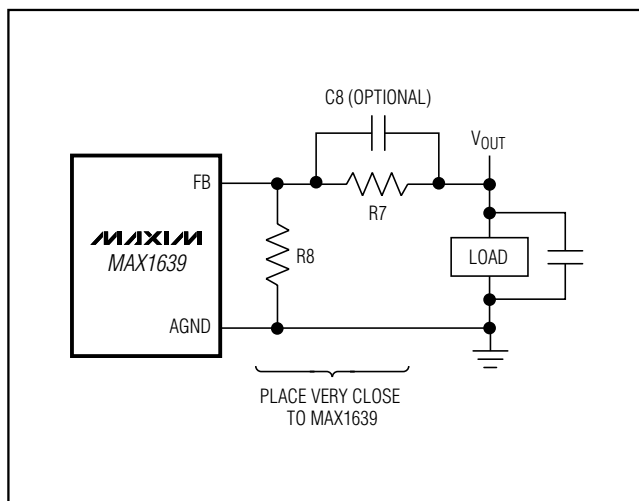 C8 (OPTIONAL)
VOUT
FB
R7
MAXIM
MAX1639
R8
LOAD
AGND
PLACE VERY CLOSE
TO MAX1639